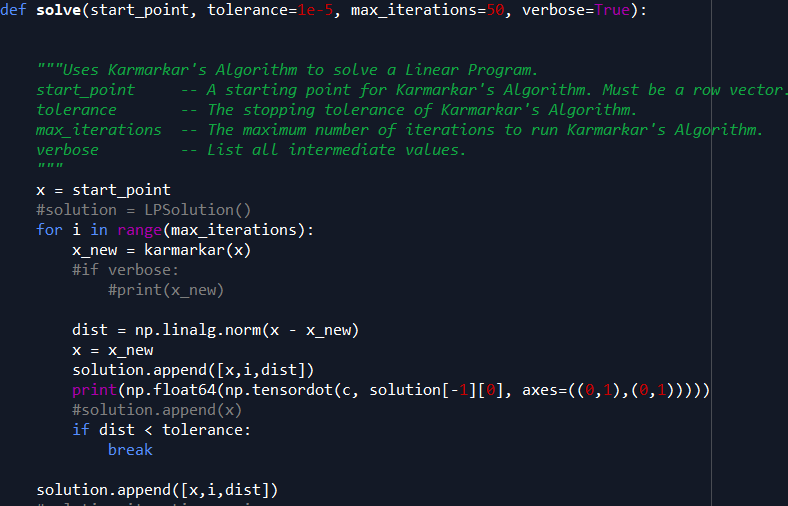 def solve(start_point, tolerance=1e-5, max_iterations=50, verbose=True):
"""Uses Karmarkar's Algorithm to solve a Linear Program.
start_point     -- A starting point for Karmarkar's Algorithm. Must be a row vector.
tolerance       -- The stopping tolerance of Karmarkar's Algorithm.
max_iterations  -- The maximum number of iterations to run Karmarkar's Algorithm.
verbose         -- List all intermediate values.
"""
x = start_point
#solution = LPSolution()
for i in range(max_iterations):
x_new = karmarkar(x)
#if verbose:
#print(x_new)
dist = np.linalg.norm(x - x_new)
x = x_new
solution.append([x,i,dist])
print(np.float64(np.tensordot(c, solution[-1][0], axes=((0,1),(0,1)))))
#solution.append(x)
if dist < tolerance:
break
solution.append([x,i,dist])